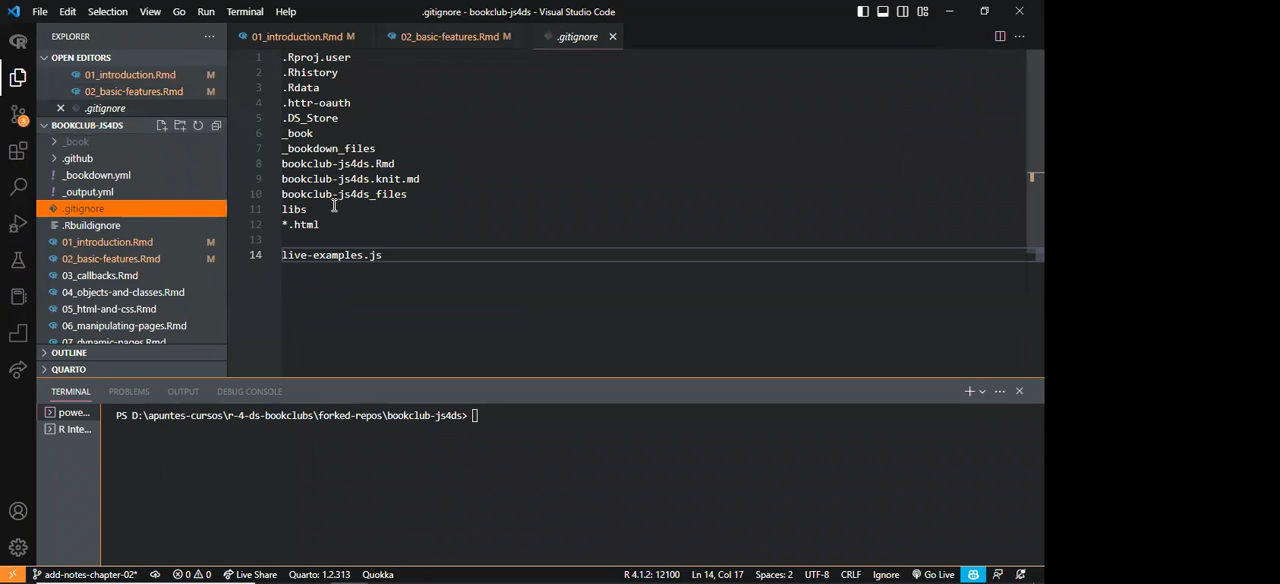 File Edit Selection View Go Run Terminal Help
.gitignore - bookclub-js4ds - Visual Studio Code
EXPLORER
01_introduction.Rmd M
02_basic-features.Rmd M
.gitignore
OPEN EDITORS
01_introduction.Rmd M
02_basic-features.Rmd M
.gitignore
BOOKCLUB-JS4DS
_book
.github
_bookdown.yml
_output.yml
.gitignore
.Rbuildignore
01_introduction.Rmd M
02_basic-features.Rmd M
03_callbacks.Rmd
04_objects-and-classes.Rmd
05_html-and-css.Rmd
06_manipulating-pages.Rmd
07_dynamic-pages.Rmd
OUTLINE
QUARTO
3
1 .Rproj.user
2 .Rhistory
3 .Rdata
4 .httr-oauth
5 .DS_Store
6 _book
7 _bookdown_files
8 bookclub-js4ds.Rmd
9 bookclub-js4ds.knit.md
10 bookclub-js4ds_files
11 libs
12 *.html
13
14 live-examples.js
TERMINAL PROBLEMS OUTPUT DEBUG CONSOLE
powe...
R Inte...
PS D:\apuntes-cursos\r-4-ds-bookclubs\forked-repos\bookclub-js4ds>
add-notes-chapter-02* 0 0 Live Share Quarto: 1.2.313 Quokka
R 4.1.2: 12100 Ln 14, Col 17 Spaces: 2 UTF-8 CRLF Ignore Go Live